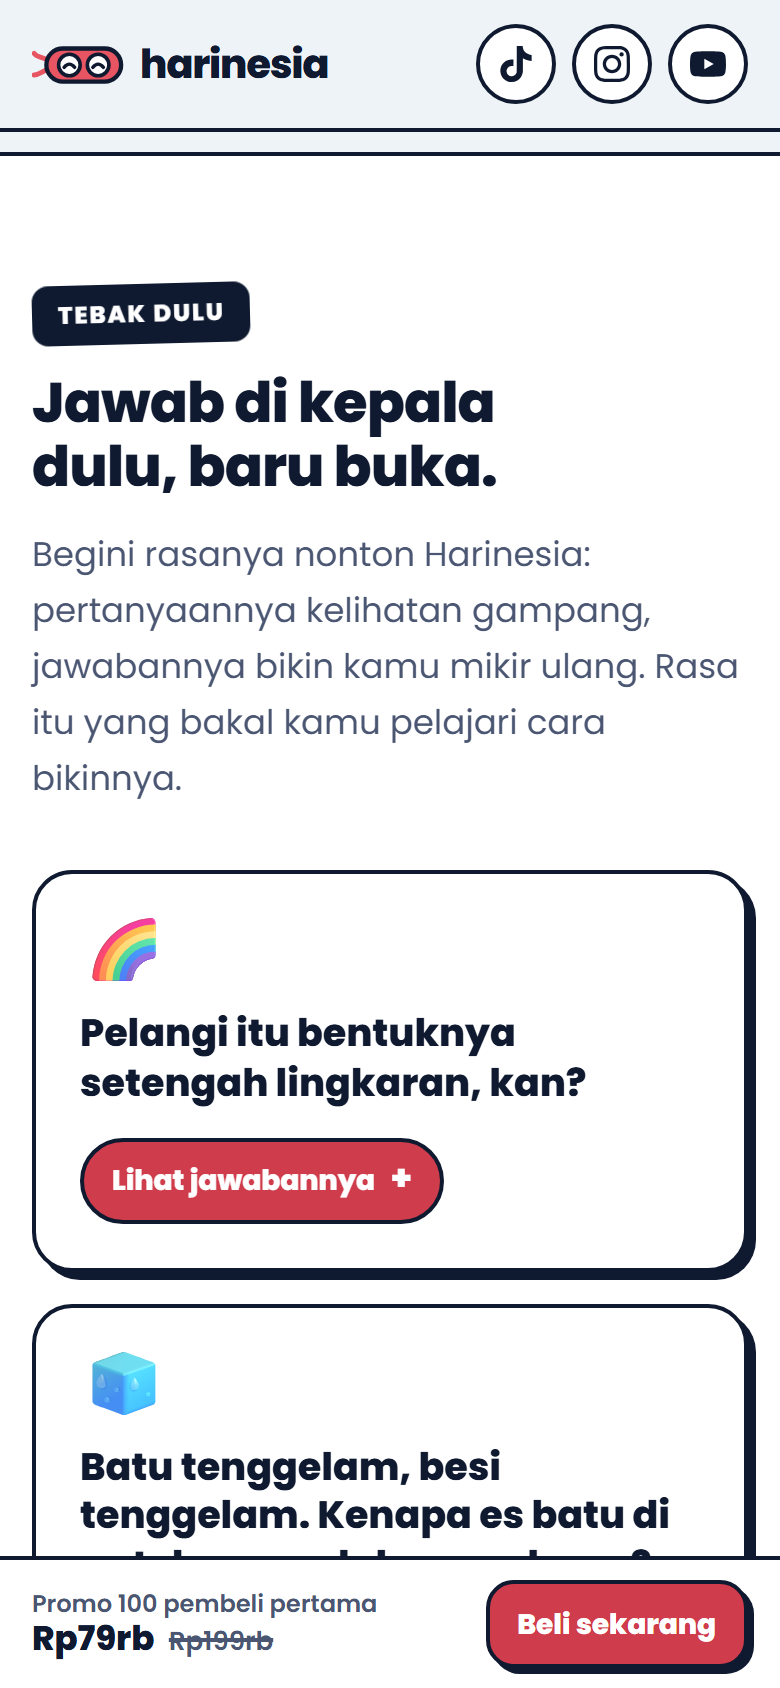 harinesia
TEBAK DULU
Jawab di kepala
dulu, baru buka.
Begini rasanya nonton Harinesia:
pertanyaannya kelihatan gampang,
jawabannya bikin kamu mikir ulang. Rasa
itu yang bakal kamu pelajari cara
bikinnya.
Pelangi itu bentuknya
setengah lingkaran, kan?
Lihat jawabannya +
Batu tenggelam, besi
tenggelam. Kenapa es batu di
Promo 100 pembeli pertama
Rp79rb Rp199rb
Beli sekarang